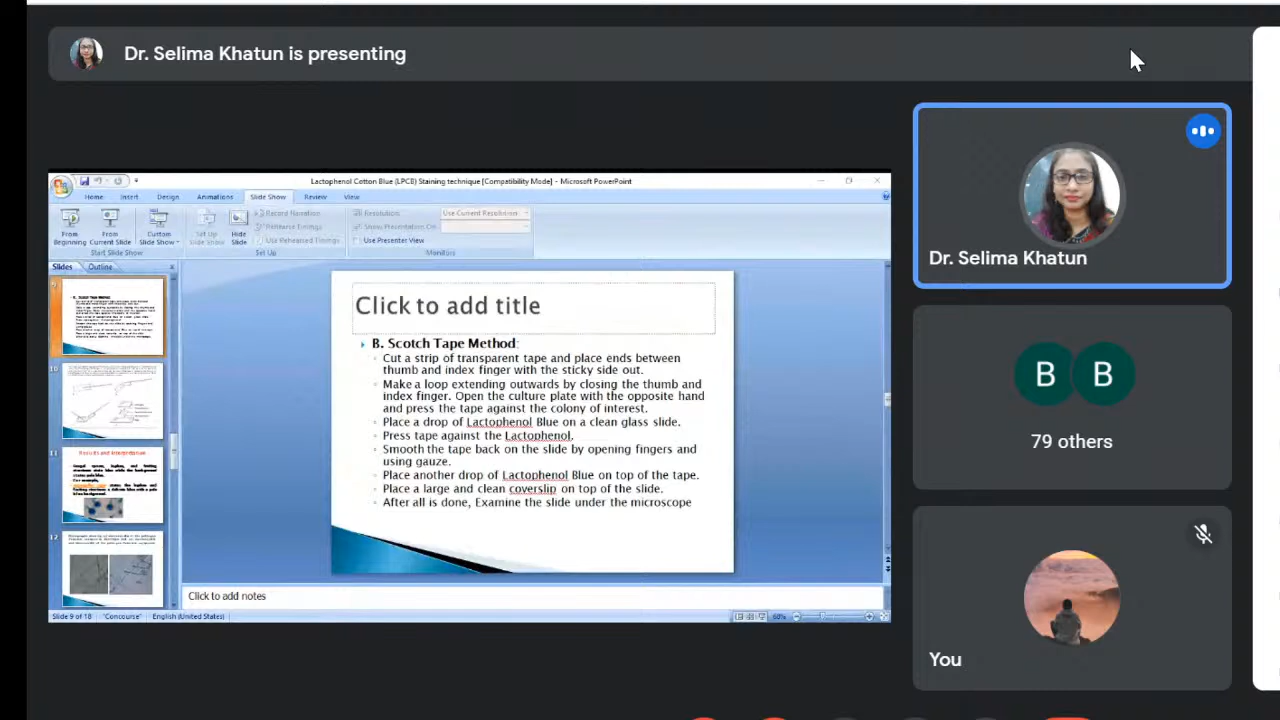 Dr. Selima Khatun is presenting
Lactophenol Cotton Blue (LPCB) Staining technique [Compatibility Mode] - Microsoft PowerPoint
Home Insert Design Animations Slide Show Review View
From Beginning
From Current Slide
Custom Slide Show
Set Up Slide Show
Hide Slide
Record Narration
Rehearse Timings
Use Rehearsed Timings
Resolution: Use Current Resolution
Show Presentation On:
Use Presenter View
Start Slide Show Set Up Monitors
Slides Outline
Click to add title
B. Scotch Tape Method:
Cut a strip of transparent tape and place ends between
thumb and index finger with the sticky side out.
Make a loop extending outwards by closing the thumb and
index finger. Open the culture plate with the opposite hand
and press the tape against the colony of interest.
Place a drop of Lactophenol Blue on a clean glass slide.
Press tape against the Lactophenol.
Smooth the tape back on the slide by opening fingers and
using gauze.
Place another drop of Lactophenol Blue on top of the tape.
Place a large and clean coverslip on top of the slide.
After all is done, Examine the slide under the microscope
9
10
11
Results and Interpretation
12
Click to add notes
Slide 9 of 18 "Concourse" English (United States) 60%
Dr. Selima Khatun
B B
79 others
You